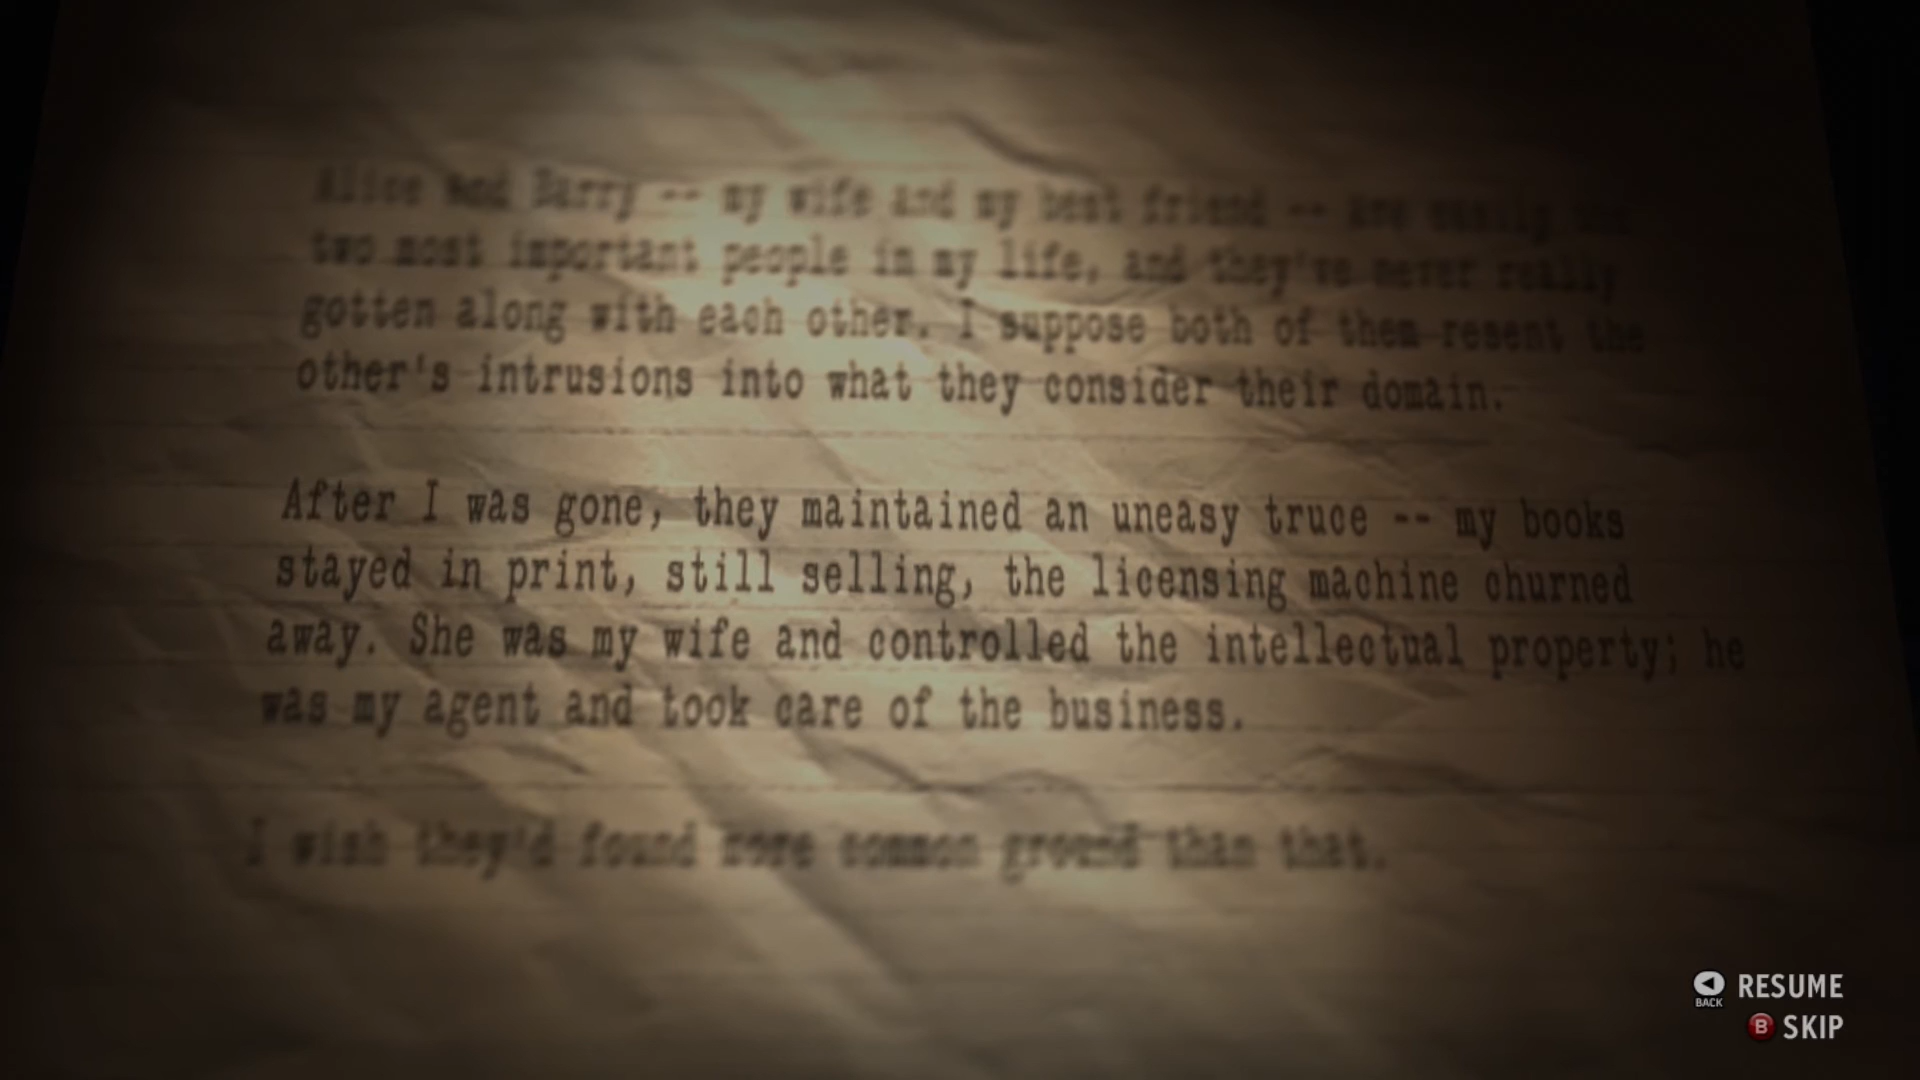 Alice and Barry -- my wife and my best friend -- are easily the
two most important people in my life, and they've never really
gotten along with each other. I suppose both of them resent the
other's intrusions into what they consider their domain.
After I was gone, they maintained an uneasy truce -- my books
stayed in print, still selling, the licensing machine churned
away. She was my wife and controlled the intellectual property; he
was my agent and took care of the business.
I wish they'd found more common ground than that.
BACK RESUME
B SKIP